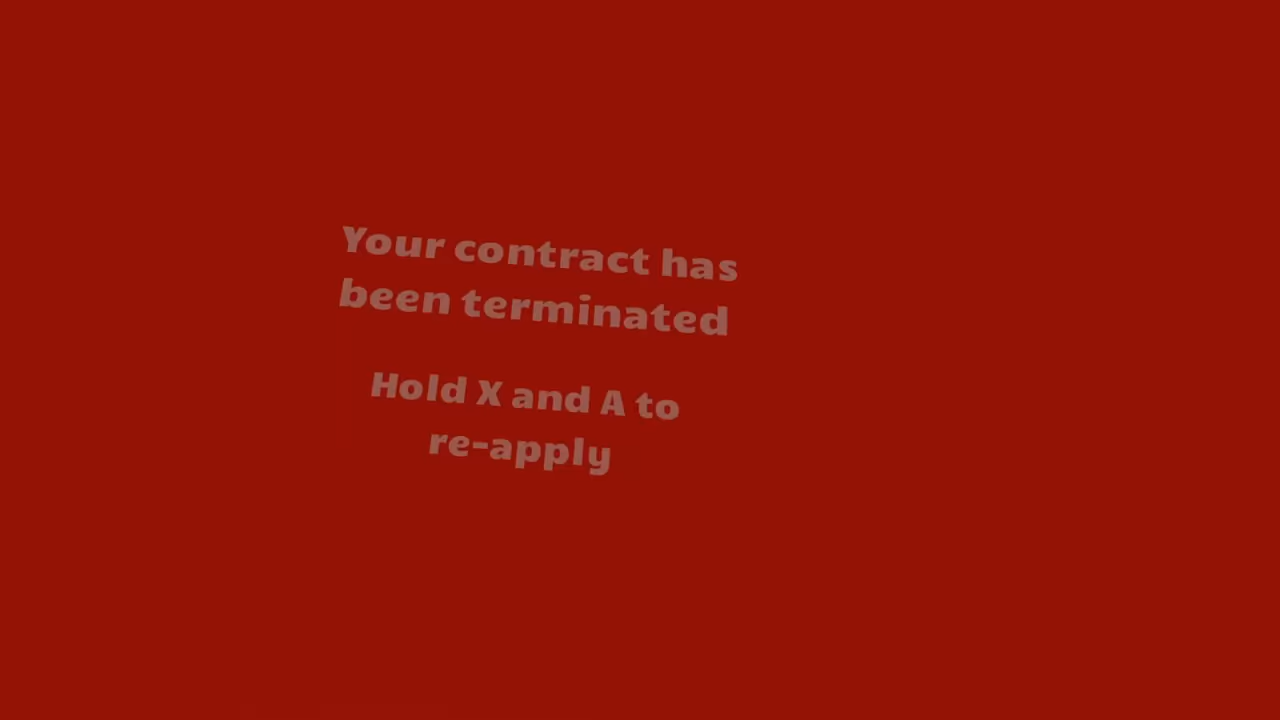 Your contract has
been terminated
Hold X and A to
re-apply